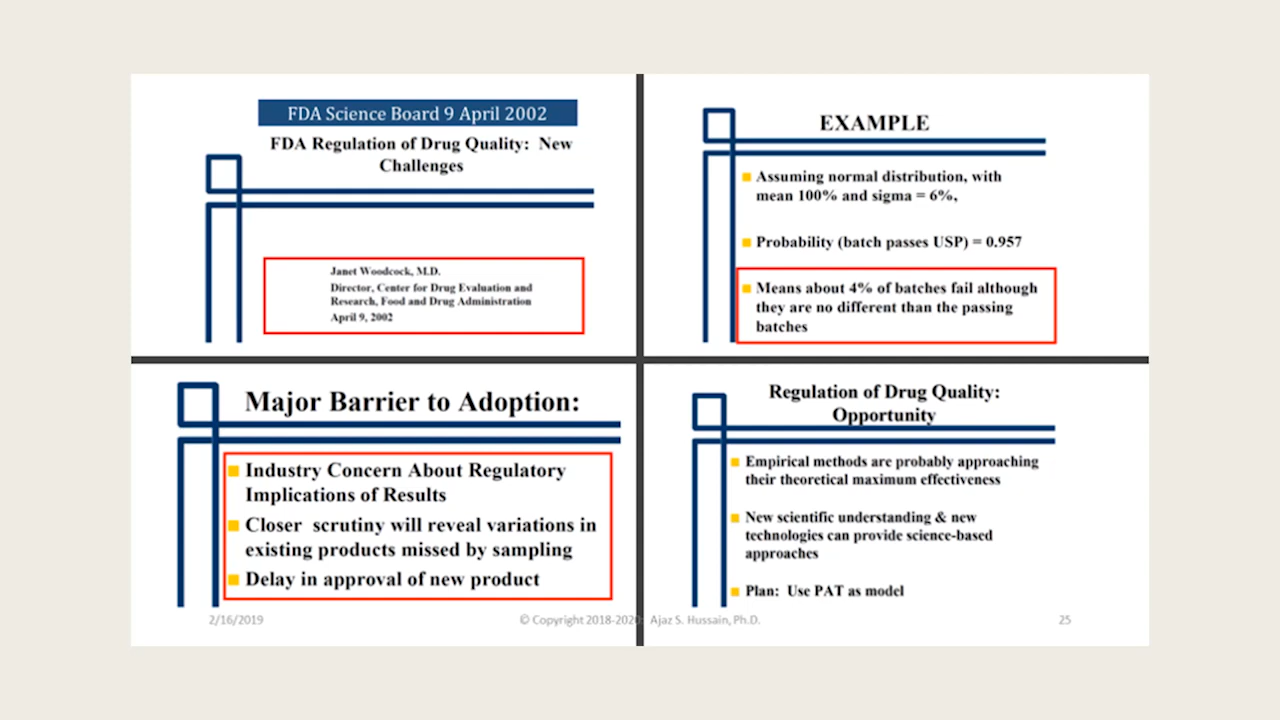 FDA Science Board 9 April 2002
FDA Regulation of Drug Quality: New
Challenges
Janet Woodcock, M.D.
Director, Center for Drug Evaluation and
Research, Food and Drug Administration
April 9, 2002
EXAMPLE
Assuming normal distribution, with
mean 100% and sigma = 6%,
Probability (batch passes USP) = 0.957
Means about 4% of batches fail although
they are no different than the passing
batches
Major Barrier to Adoption:
Industry Concern About Regulatory
Implications of Results
Closer scrutiny will reveal variations in
existing products missed by sampling
Delay in approval of new product
Regulation of Drug Quality:
Opportunity
Empirical methods are probably approaching
their theoretical maximum effectiveness
New scientific understanding & new
technologies can provide science-based
approaches
Plan: Use PAT as model
2/16/2019
© Copyright 2018-2020: Ajaz S. Hussain, Ph.D.
25